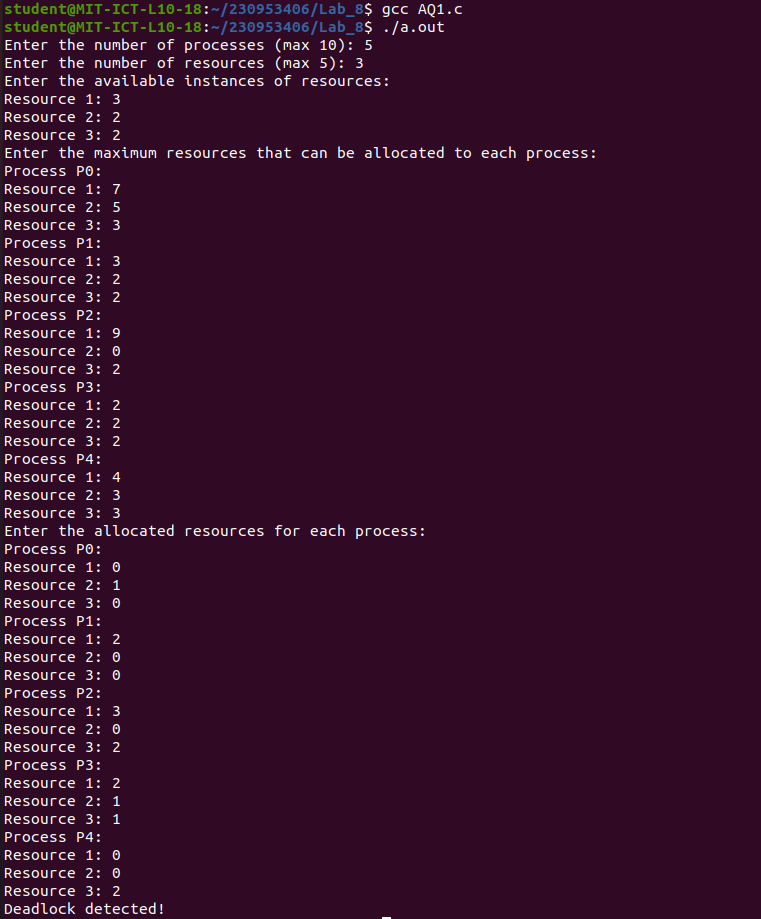 student@MIT-ICT-L10-18:~/230953406/Lab_8$ gcc AQ1.c
student@MIT-ICT-L10-18:~/230953406/Lab_8$ ./a.out
Enter the number of processes (max 10): 5
Enter the number of resources (max 5): 3
Enter the available instances of resources:
Resource 1: 3
Resource 2: 2
Resource 3: 2
Enter the maximum resources that can be allocated to each process:
Process P0:
Resource 1: 7
Resource 2: 5
Resource 3: 3
Process P1:
Resource 1: 3
Resource 2: 2
Resource 3: 2
Process P2:
Resource 1: 9
Resource 2: 0
Resource 3: 2
Process P3:
Resource 1: 2
Resource 2: 2
Resource 3: 2
Process P4:
Resource 1: 4
Resource 2: 3
Resource 3: 3
Enter the allocated resources for each process:
Process P0:
Resource 1: 0
Resource 2: 1
Resource 3: 0
Process P1:
Resource 1: 2
Resource 2: 0
Resource 3: 0
Process P2:
Resource 1: 3
Resource 2: 0
Resource 3: 2
Process P3:
Resource 1: 2
Resource 2: 1
Resource 3: 1
Process P4:
Resource 1: 0
Resource 2: 0
Resource 3: 2
Deadlock detected!